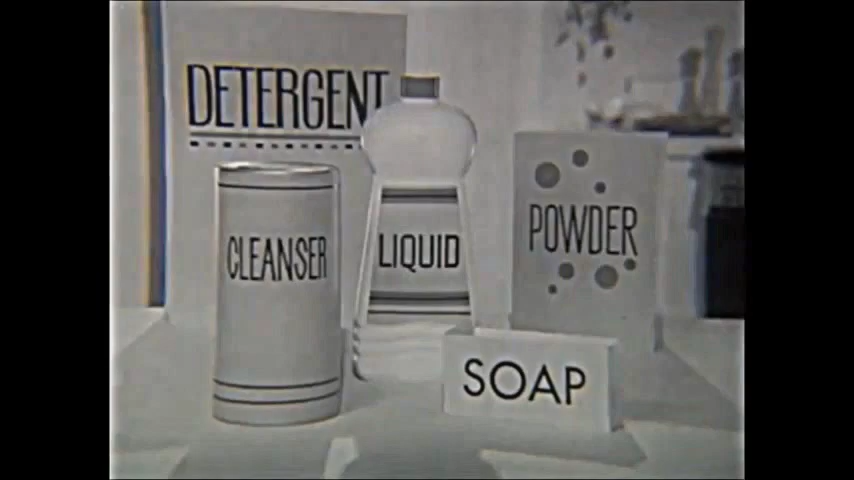 DETERGENT
CLEANSER
LIQUID
POWDER
SOAP